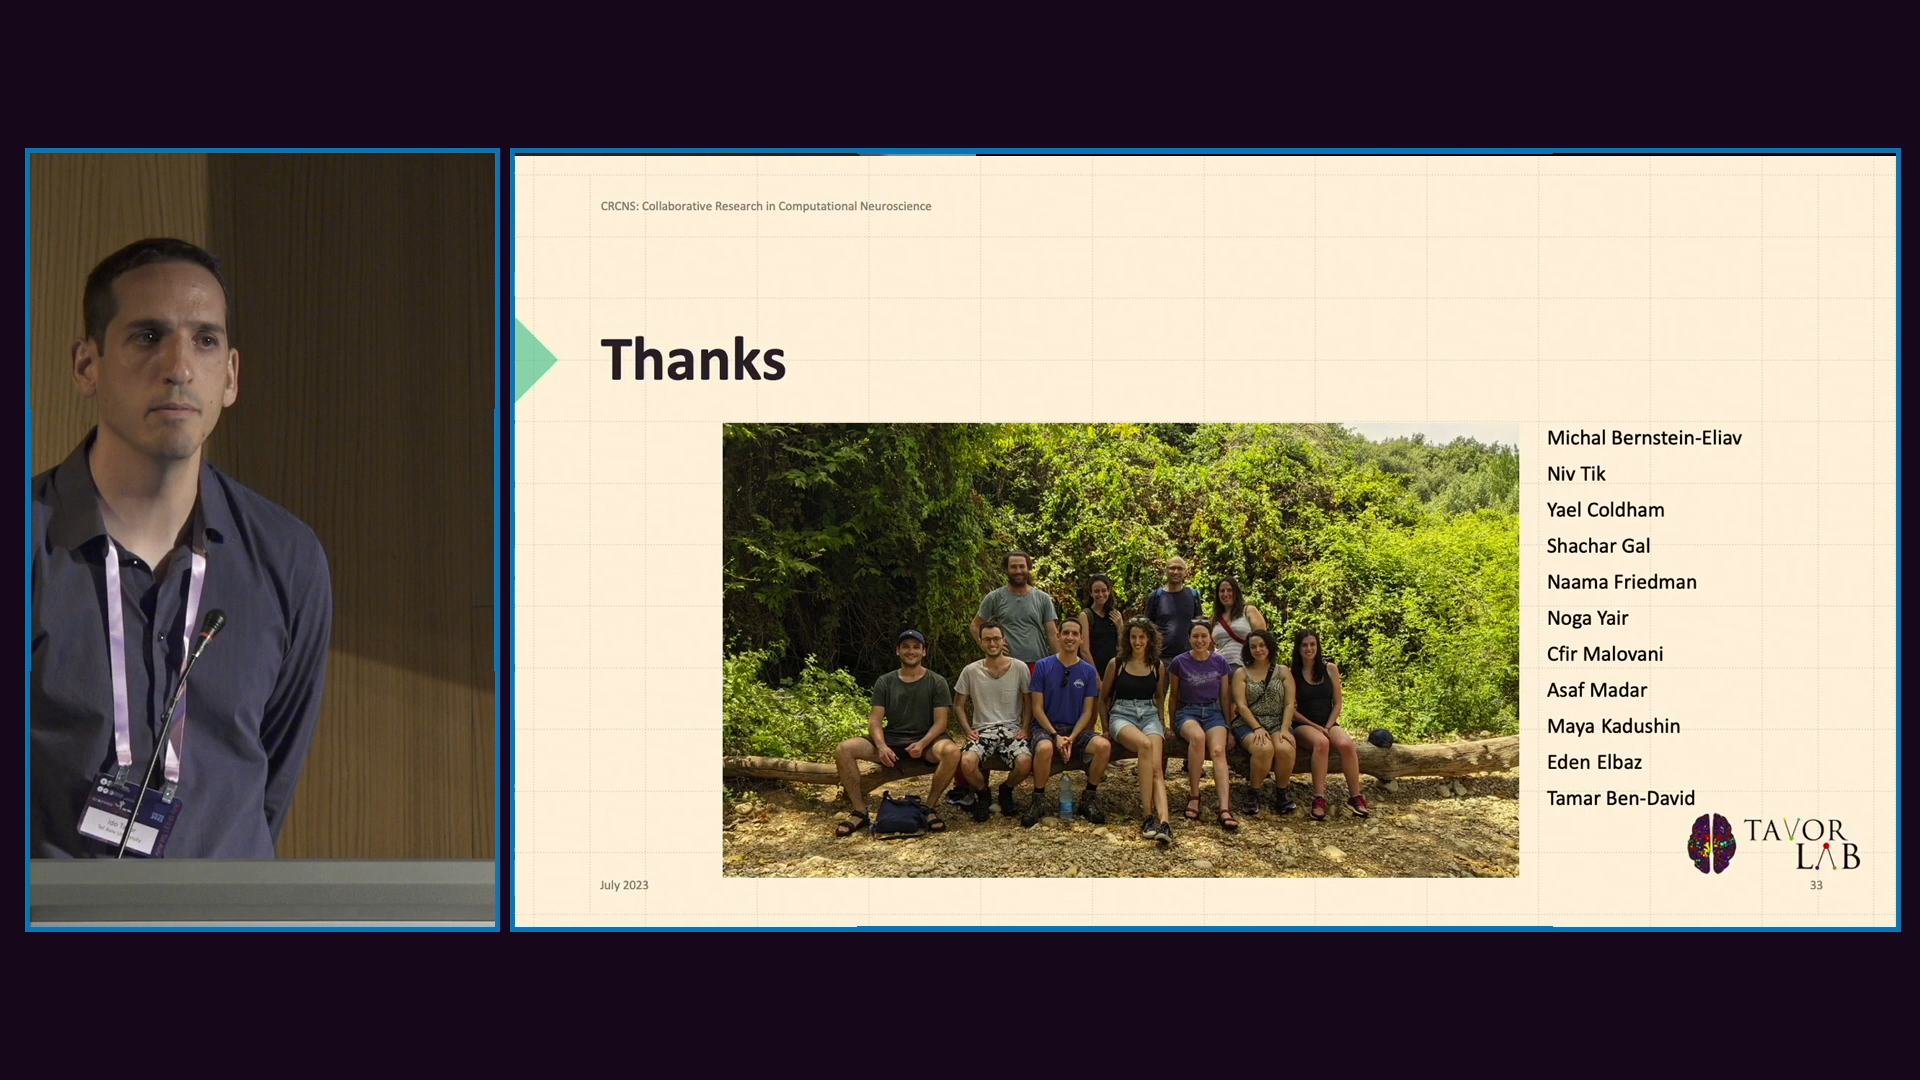 CRCNS: Collaborative Research in Computational Neuroscience
Thanks
Michal Bernstein-Eliav
Niv Tik
Yael Coldham
Shachar Gal
Naama Friedman
Noga Yair
Cfir Malovani
Asaf Madar
Maya Kadushin
Eden Elbaz
Tamar Ben-David
TAVOR
LAB
July 2023
33